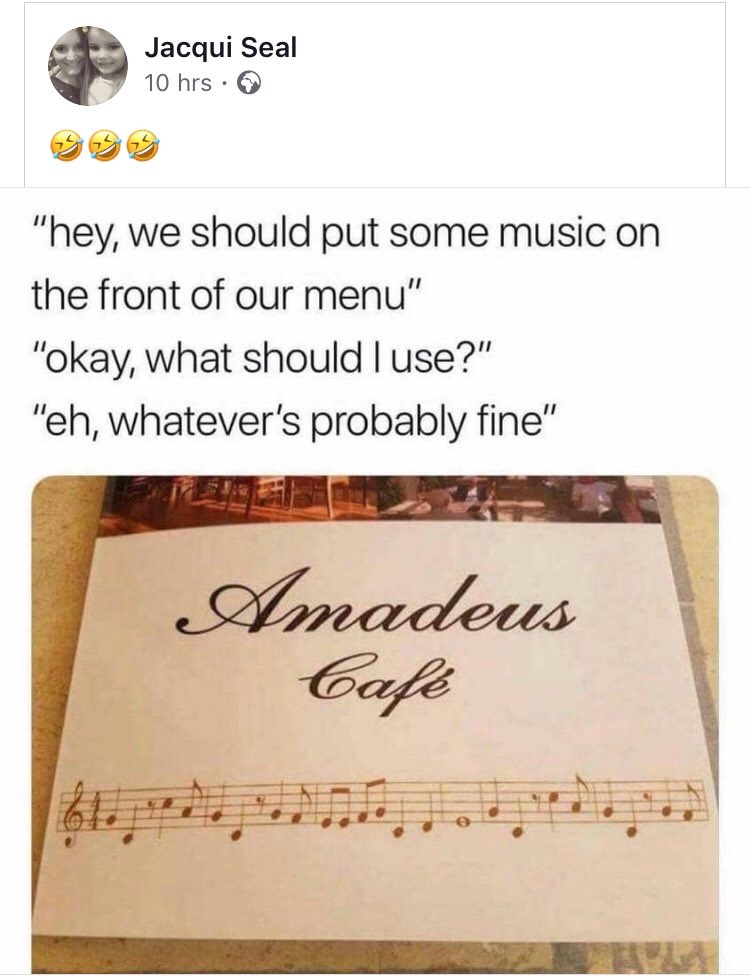 Jacqui Seal
10 hrs ·
🤣🤣🤣
"hey, we should put some music on
the front of our menu"
"okay, what should I use?"
"eh, whatever's probably fine"
Amadeus
Café